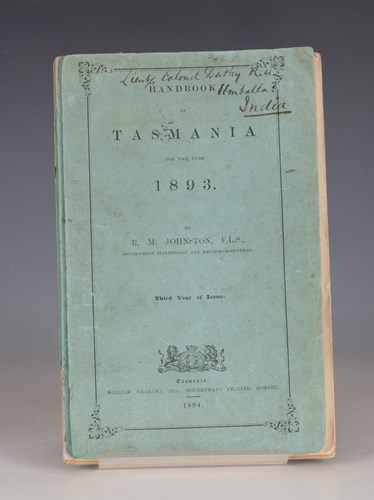 Lieut Colonel
HANDBOOK
Umballa
OF
India
TASMANIA
FOR THE YEAR
1893.
BY
R. M. JOHNSTON, F.L.S.,
GOVERNMENT STATISTICIAN AND REGISTRAR-GENERAL.
Third Year of Issue.
Tasmania:
WILLIAM GRAHAME, JUN., GOVERNMENT PRINTER, HOBART.
1894.